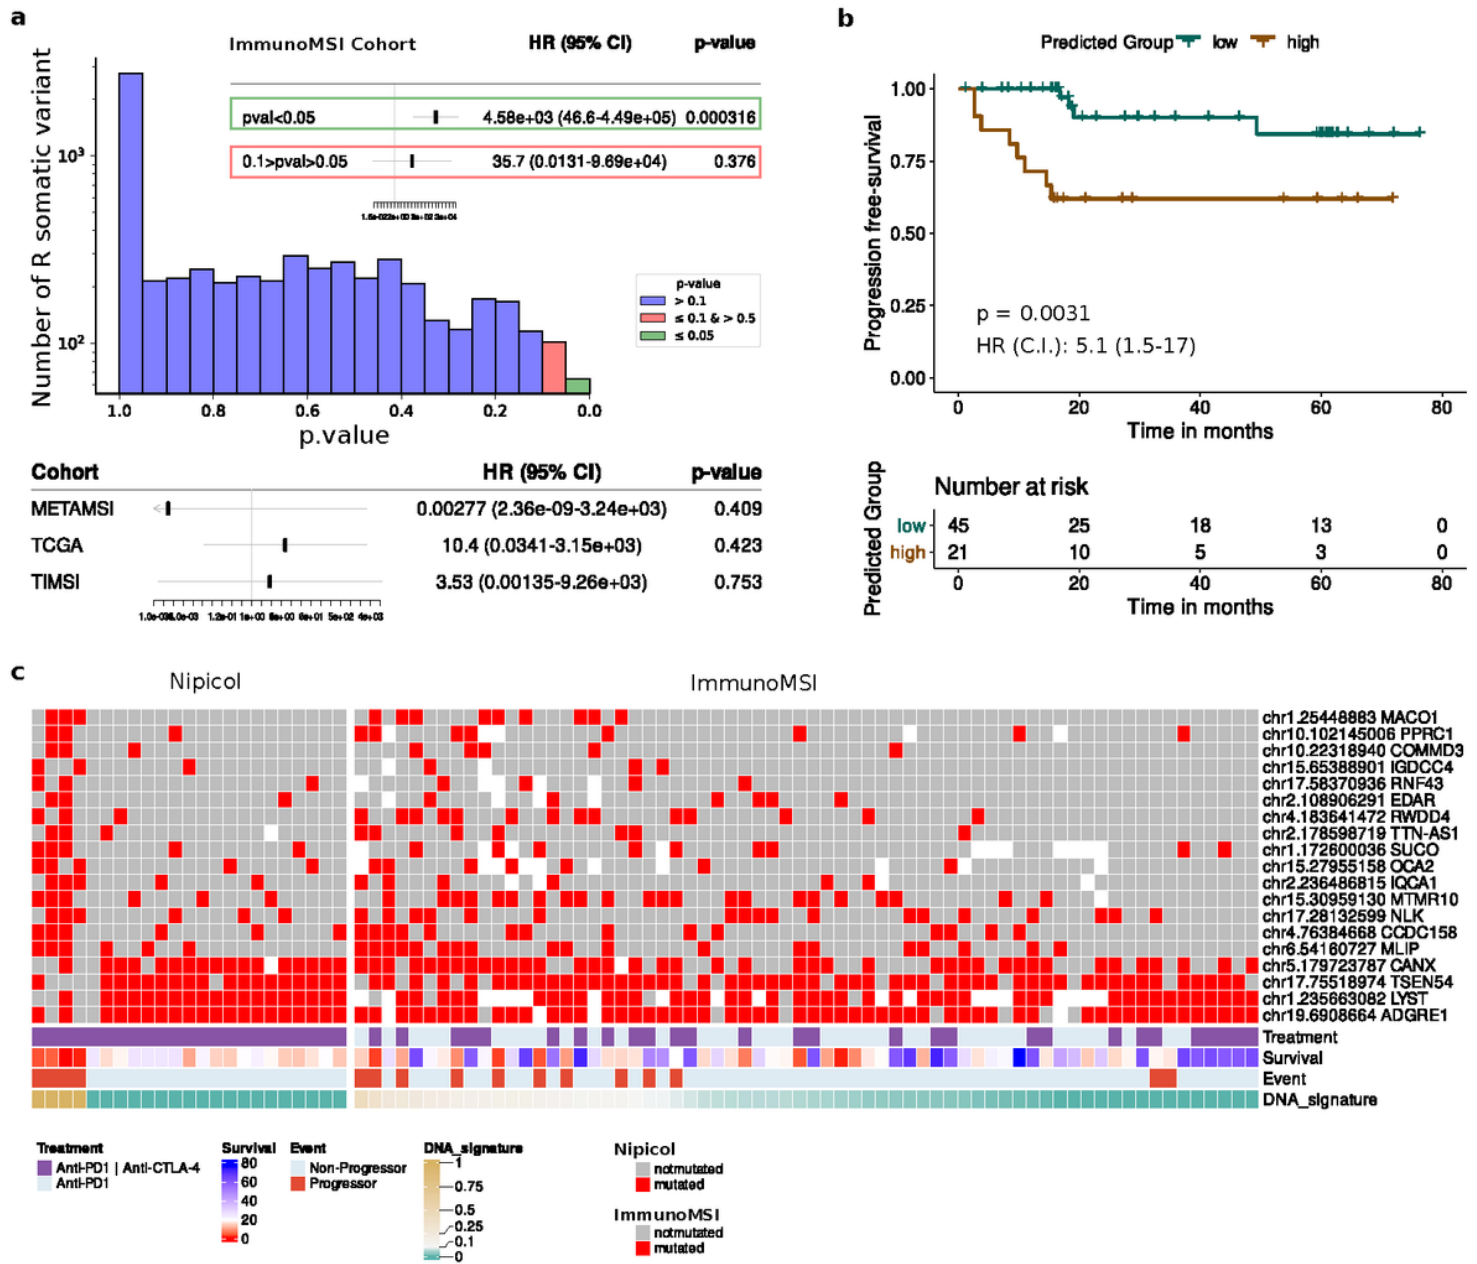 a
ImmunoMSI Cohort HR (95% CI) p-value
pval<0.05 4.58e+03 (46.6-4.49e+05) 0.000316
0.1>pval>0.05 35.7 (0.0131-9.69e+04) 0.376
Number of R somatic variant
10³
10²
p-value
> 0.1
≤ 0.1 & > 0.5
≤ 0.05
1.0 0.8 0.6 0.4 0.2 0.0
p.value
Cohort HR (95% CI) p-value
METAMSI 0.00277 (2.36e-09-3.24e+03) 0.409
TCGA 10.4 (0.0341-3.15e+03) 0.423
TIMSI 3.53 (0.00135-9.26e+03) 0.753
1.2e-01 1e+00 8e+00 6e+01 5e+02 4e+03
b
Predicted Group low high
Progression free-survival
1.00
0.75
0.50
0.25
0.00
p = 0.0031
HR (C.I.): 5.1 (1.5-17)
0 20 40 60 80
Time in months
Number at risk
Predicted Group
low 45 25 18 13 0
high 21 10 5 3 0
0 20 40 60 80
Time in months
c
Nipicol ImmunoMSI
chr1.25448883 MACO1
chr10.102145006 PPRC1
chr10.22318940 COMMD3
chr15.65388901 IGDCC4
chr17.58370936 RNF43
chr2.108906291 EDAR
chr4.183641472 RWDD4
chr2.178598719 TTN-AS1
chr1.172600036 SUCO
chr15.27955158 OCA2
chr2.236486815 IQCA1
chr15.30959130 MTMR10
chr17.28132599 NLK
chr4.76384668 CCDC158
chr6.54160727 MLIP
chr5.179723787 CANX
chr17.75518974 TSEN54
chr1.235663082 LYST
chr19.6908664 ADGRE1
Treatment
Survival
Event
DNA_signature
Treatment
Anti-PD1 | Anti-CTLA-4
Anti-PD1
Survival
80
60
40
20
0
Event
Non-Progressor
Progressor
DNA_signature
1
0.75
0.5
0.25
0.1
0
Nipicol
notmutated
mutated
ImmunoMSI
notmutated
mutated